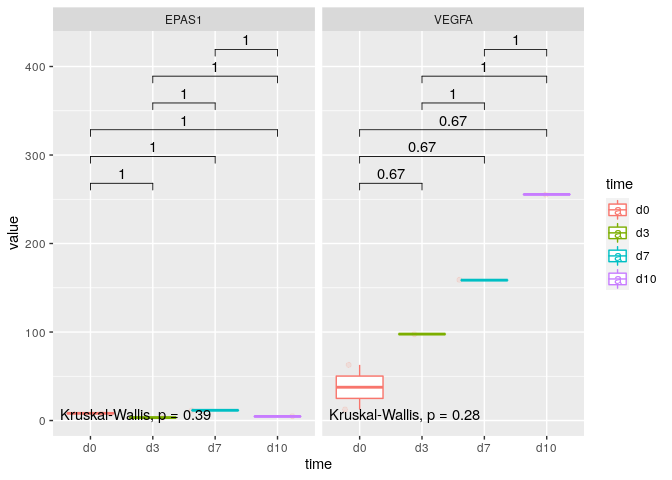 EPAS1
VEGFA
1
1
1
1
1
1
1
1
1
0.67
0.67
0.67
400
300
200
100
0
value
Kruskal-Wallis, p = 0.39
Kruskal-Wallis, p = 0.28
d0 d3 d7 d10
d0 d3 d7 d10
time
time
a d0
a d3
a d7
a d10